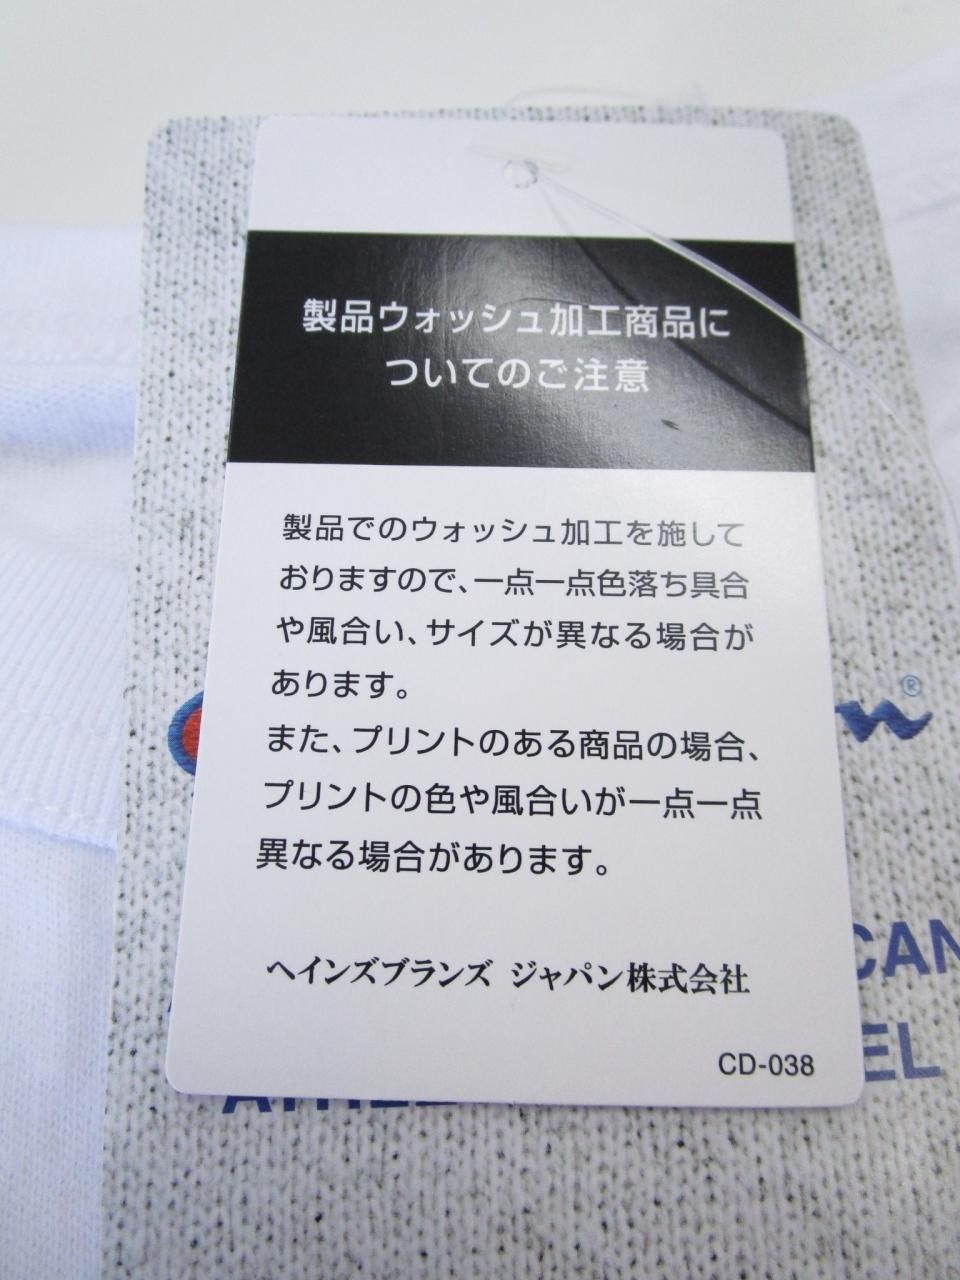 製品ウォッシュ加工商品に
ついてのご注意
製品でのウォッシュ加工を施して
おりますので、一点一点色落ち具合
や風合い、サイズが異なる場合が
あります。
また、プリントのある商品の場合、
プリントの色や風合いが一点一点
異なる場合があります。
ヘインズブランズ ジャパン株式会社
CD-038
®
CAN
EL